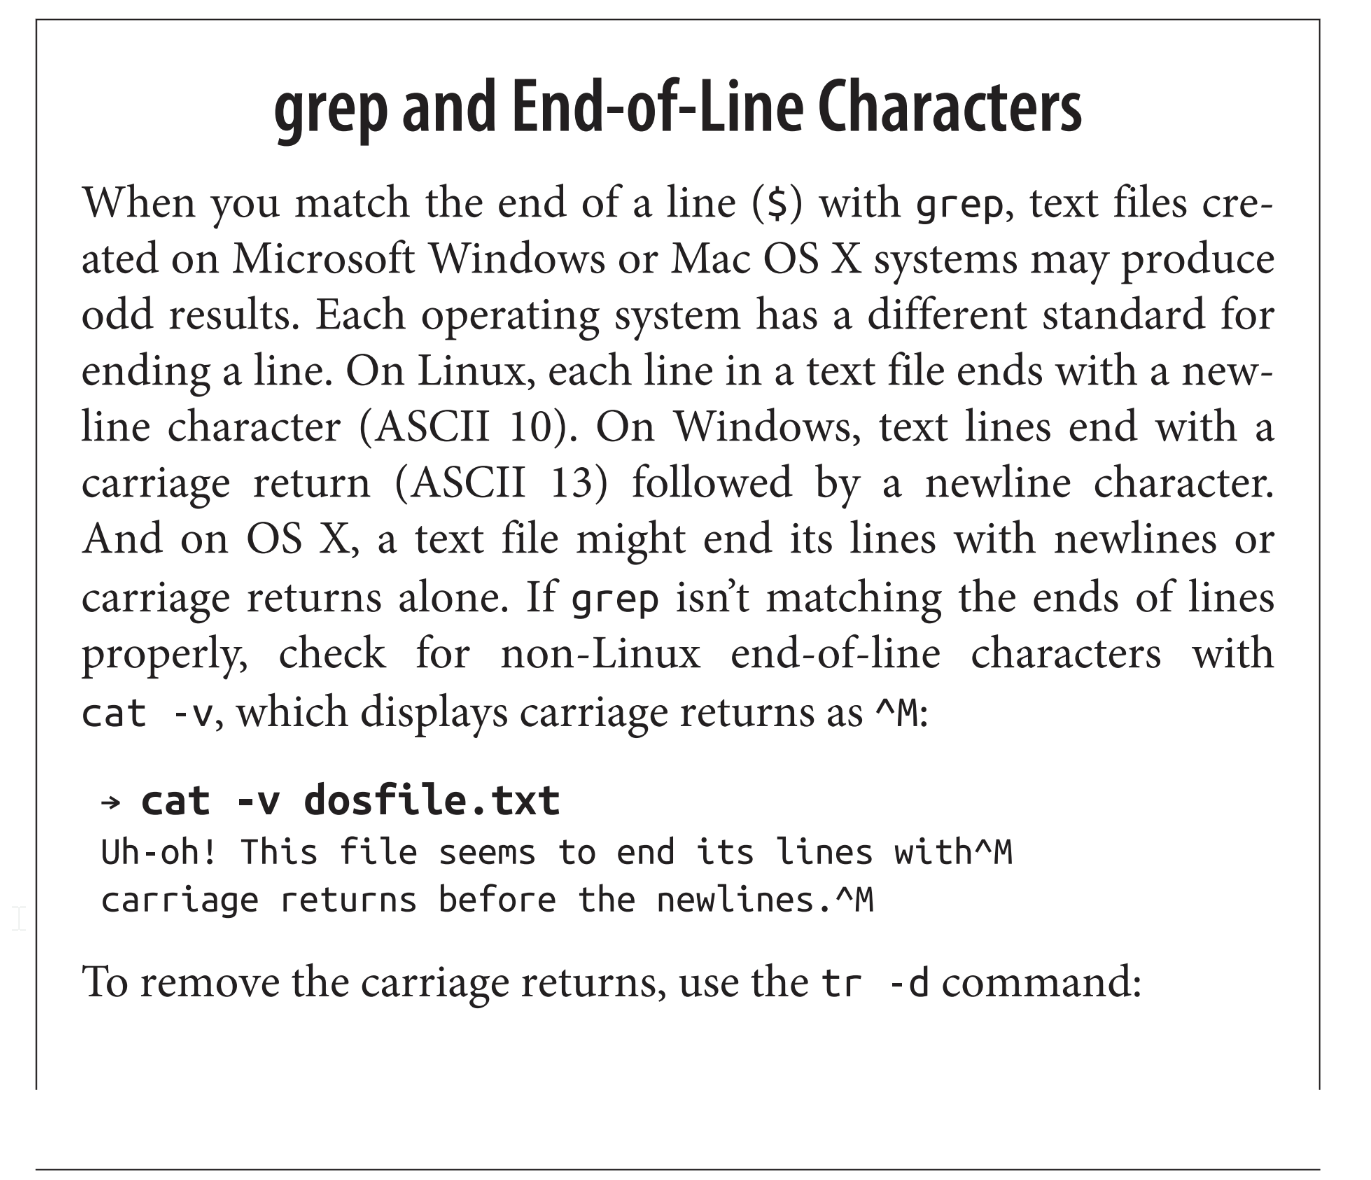 grep and End-of-Line Characters
When you match the end of a line ($) with grep, text files cre-
ated on Microsoft Windows or Mac OS X systems may produce
odd results. Each operating system has a different standard for
ending a line. On Linux, each line in a text file ends with a new-
line character (ASCII 10). On Windows, text lines end with a
carriage return (ASCII 13) followed by a newline character.
And on OS X, a text file might end its lines with newlines or
carriage returns alone. If grep isn’t matching the ends of lines
properly, check for non-Linux end-of-line characters with
cat -v, which displays carriage returns as ^M:
→ cat -v dosfile.txt
Uh-oh! This file seems to end its lines with^M
carriage returns before the newlines.^M
To remove the carriage returns, use the tr -d command: